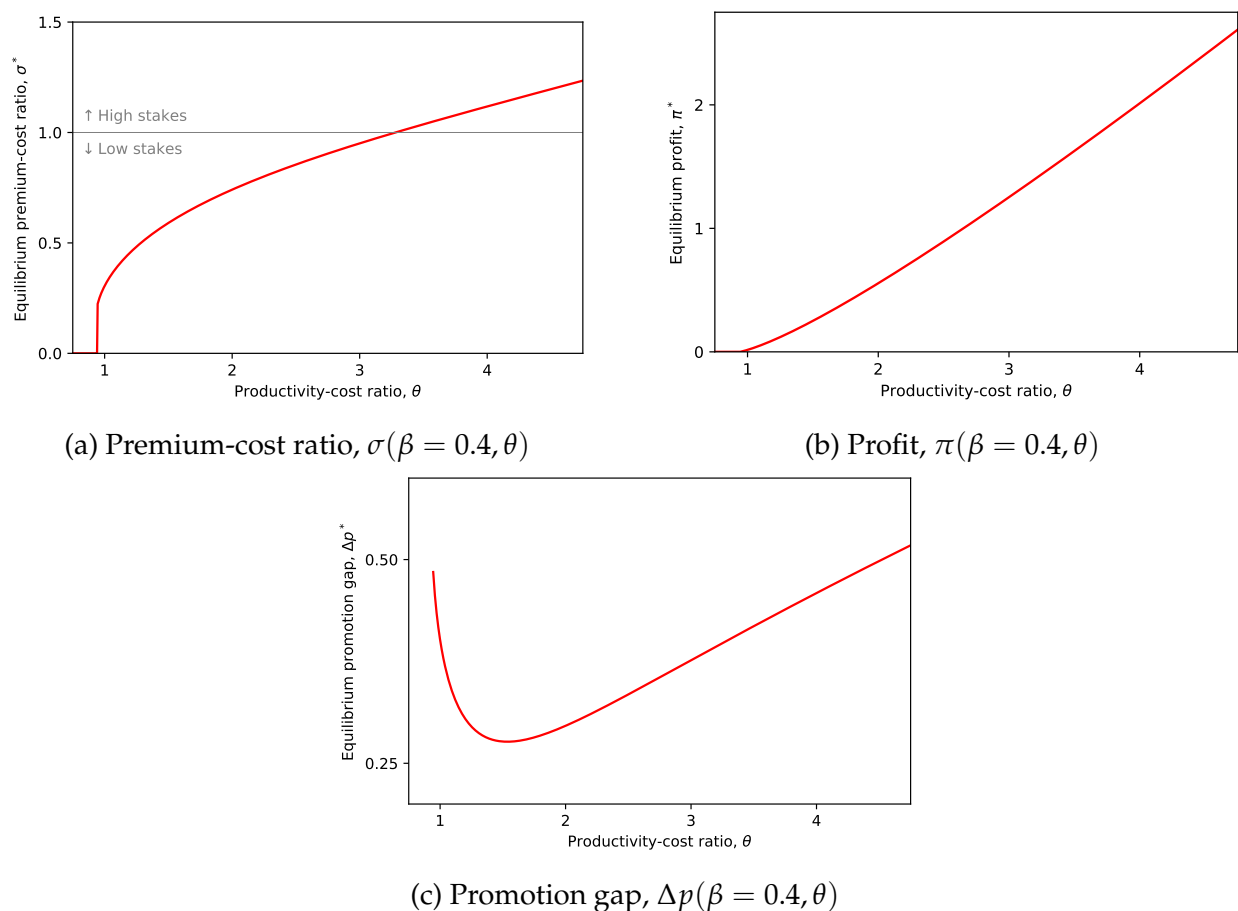 1.5
1.0
0.5
0.0
Equilibrium premium-cost ratio, σ*
↑ High stakes
↓ Low stakes
1 2 3 4
Productivity-cost ratio, θ
(a) Premium-cost ratio, σ(β = 0.4, θ)
2
1
0
Equilibrium profit, π*
1 2 3 4
Productivity-cost ratio, θ
(b) Profit, π(β = 0.4, θ)
0.50
0.25
Equilibrium promotion gap, Δp*
1 2 3 4
Productivity-cost ratio, θ
(c) Promotion gap, Δp(β = 0.4, θ)